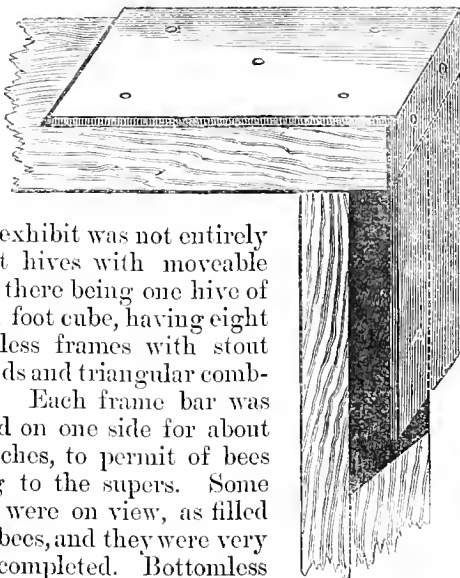 exhibit was not entirely
t hives with moveable
there being one hive of
foot cube, having eight
less frames with stout
ds and triangular comb-
Each frame bar was
d on one side for about
ches, to permit of bees
g to the supers. Some
were on view, as filled
bees, and they were very
completed. Bottomless
A